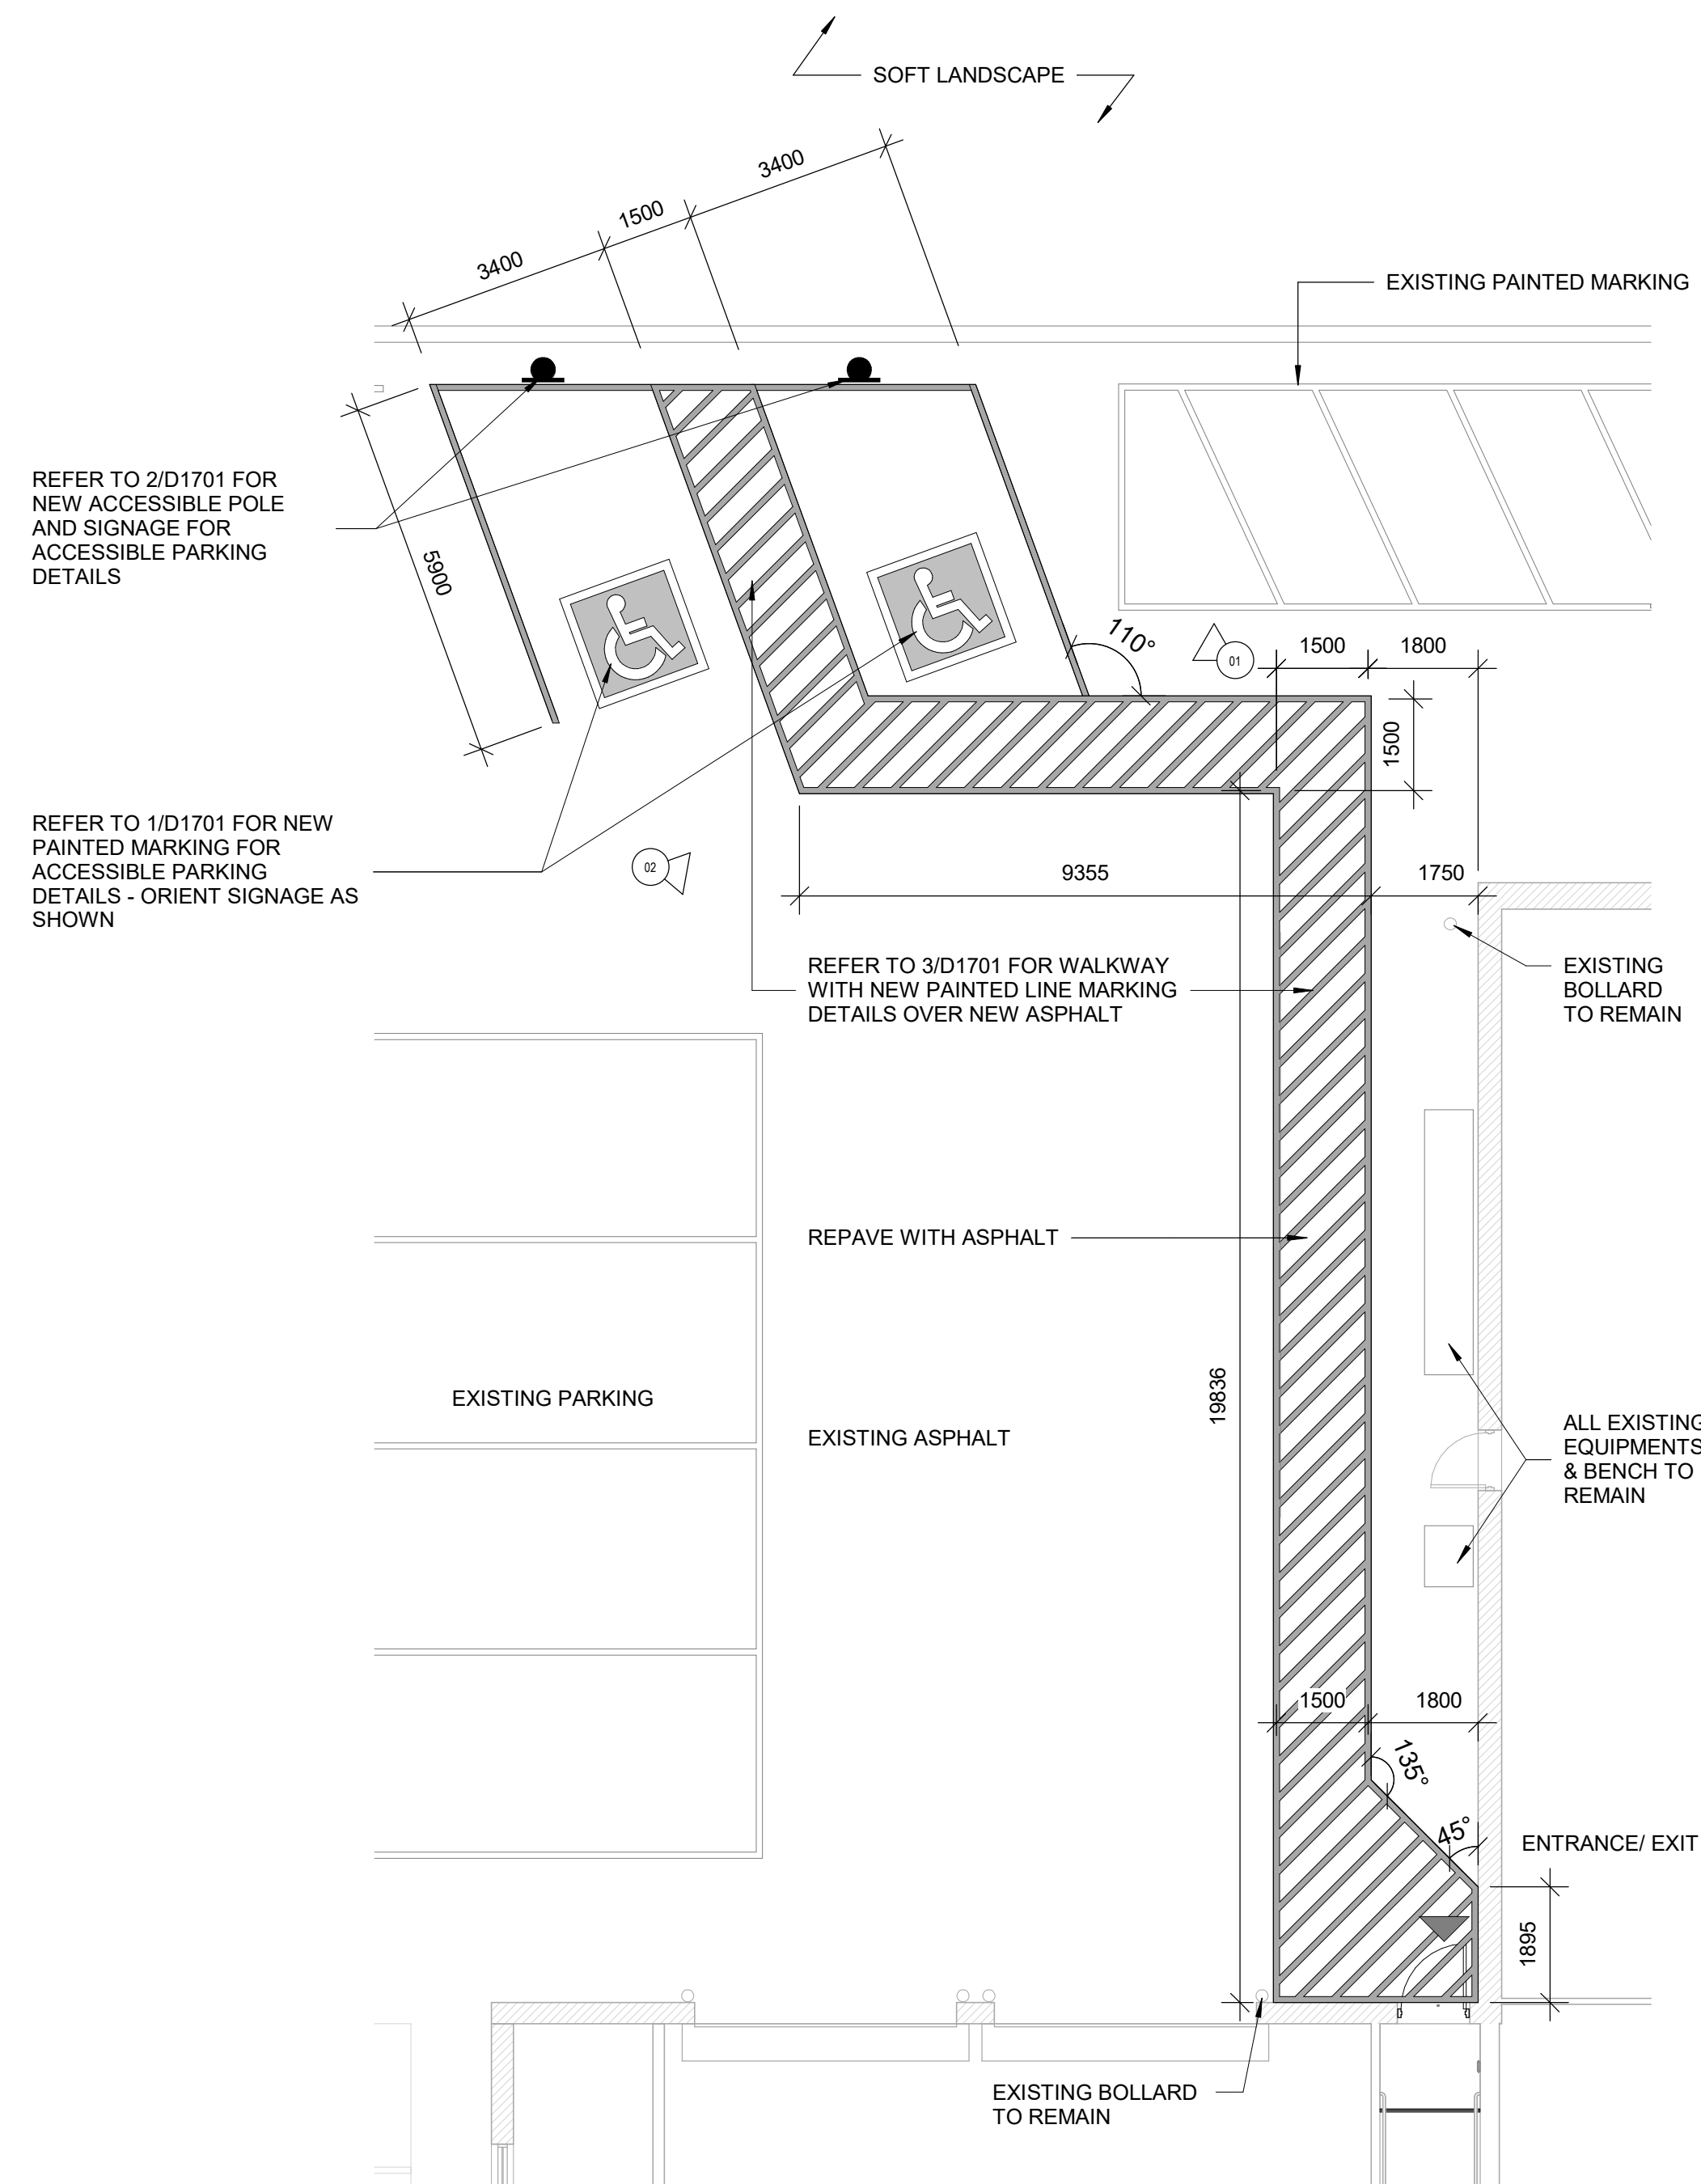 SOFT LANDSCAPE
3400
1500
3400
EXISTING PAINTED MARKING
REFER TO 2/D1701 FOR
NEW ACCESSIBLE POLE
AND SIGNAGE FOR
ACCESSIBLE PARKING
DETAILS
5900
110°
01
1500
1800
1500
REFER TO 1/D1701 FOR NEW
PAINTED MARKING FOR
ACCESSIBLE PARKING
DETAILS - ORIENT SIGNAGE AS
SHOWN
02
9355
1750
REFER TO 3/D1701 FOR WALKWAY
WITH NEW PAINTED LINE MARKING
DETAILS OVER NEW ASPHALT
EXISTING
BOLLARD
TO REMAIN
REPAVE WITH ASPHALT
EXISTING PARKING
19836
EXISTING ASPHALT
ALL EXISTING
EQUIPMENTS
& BENCH TO
REMAIN
1500
1800
135°
45°
ENTRANCE/ EXIT
1895
EXISTING BOLLARD
TO REMAIN